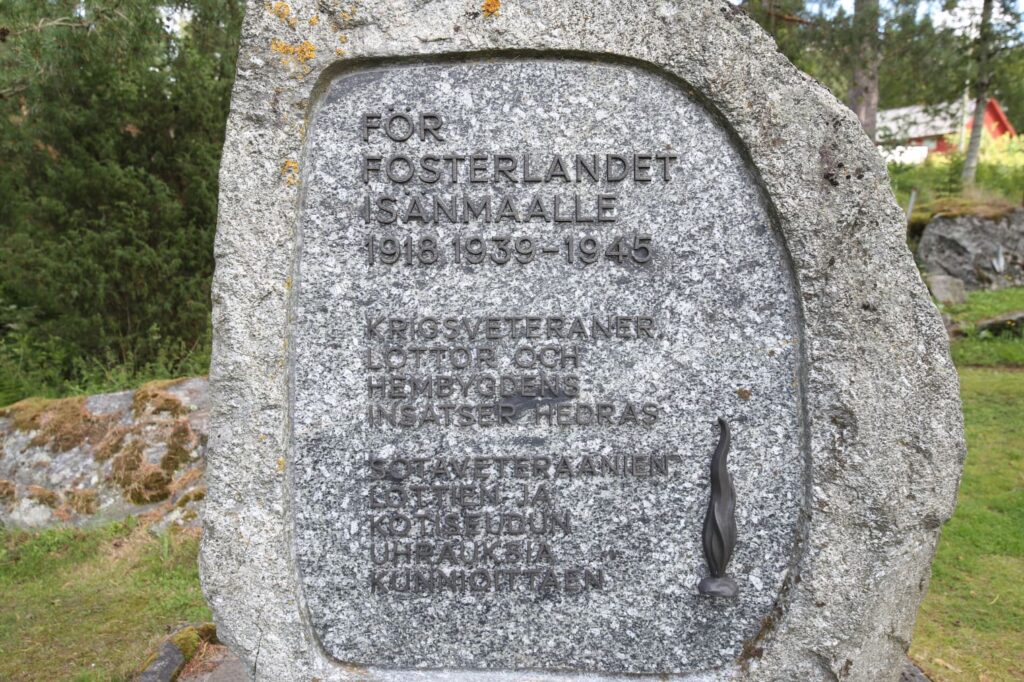 FÖR
FOSTERLANDET
ISÄNMAALLE
1918 1939-1945
KRIGSVETERANER,
LOTTOR OCH
HEMBYGDENS
INSATSER HEDRAS
SOTAVETERAANIEN
LOTTIEN JA
KOTISEUDUN
UHRAUKSIA
KUNNIOITTAEN